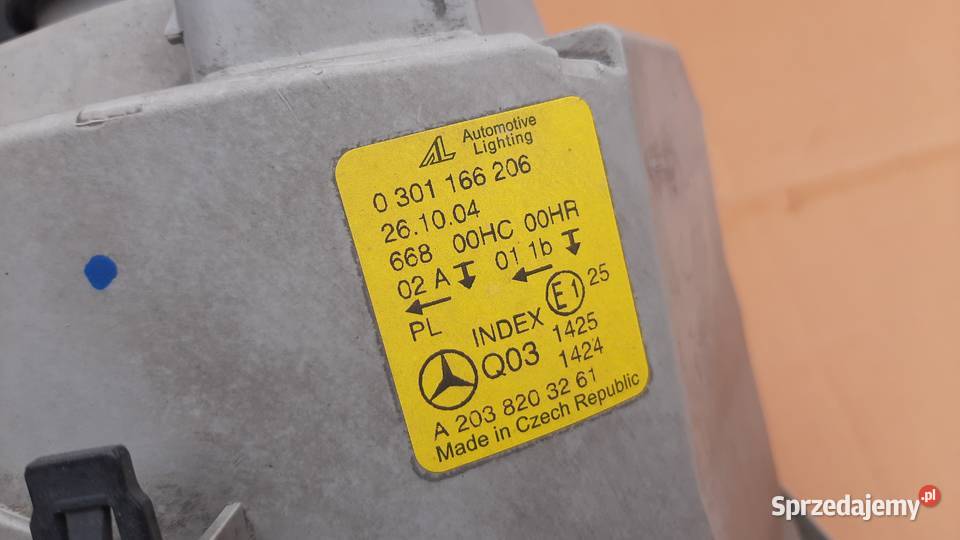 AL Automotive
Lighting
0 301 166 206
26.10.04
668 00HC 00HR
02 A 01 1b
PL E1 25
INDEX 1425
Q03 1424
A 203 820 32 61
Made in Czech Republic
Sprzedajemy.pl